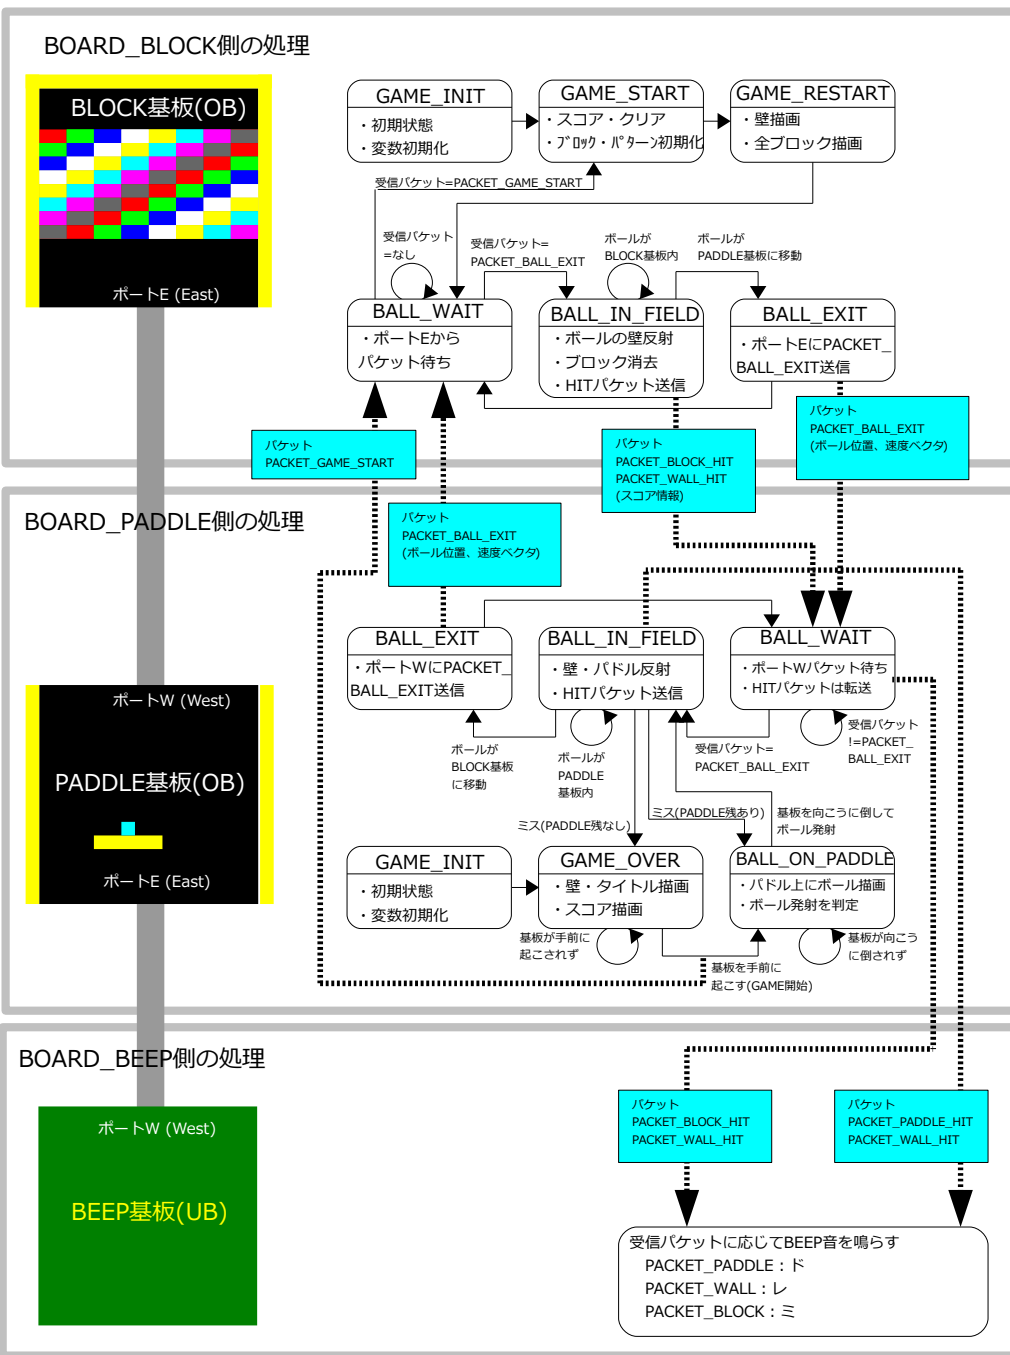 BOARD_BLOCK側の処理
BLOCK基板(OB)
ポートE (East)
GAME_INIT
・初期状態
・変数初期化
GAME_START
・スコア・クリア
・ブロック・パターン初期化
GAME_RESTART
・壁描画
・全ブロック描画
受信パケット=PACKET_GAME_START
受信パケット
=なし
受信パケット=
PACKET_BALL_EXIT
ボールが
BLOCK基板内
ボールが
PADDLE基板に移動
BALL_WAIT
・ポートEから
パケット待ち
BALL_IN_FIELD
・ボールの壁反射
・ブロック消去
・HITパケット送信
BALL_EXIT
・ポートEにPACKET_
BALL_EXIT送信
パケット
PACKET_GAME_START
パケット
PACKET_BLOCK_HIT
PACKET_WALL_HIT
(スコア情報)
パケット
PACKET_BALL_EXIT
(ボール位置、速度ベクタ)
BOARD_PADDLE側の処理
パケット
PACKET_BALL_EXIT
(ボール位置、速度ベクタ)
ポートW (West)
PADDLE基板(OB)
ポートE (East)
BALL_EXIT
・ポートWにPACKET_
BALL_EXIT送信
BALL_IN_FIELD
・壁・パドル反射
・HITパケット送信
BALL_WAIT
・ポートWパケット待ち
・HITパケットは転送
ボールが
BLOCK基板
に移動
ボールが
PADDLE
基板内
受信パケット=
PACKET_BALL_EXIT
受信パケット
!=PACKET_
BALL_EXIT
ミス(PADDLE残なし)
ミス(PADDLE残あり)
基板を向こうに倒して
ボール発射
GAME_INIT
・初期状態
・変数初期化
GAME_OVER
・壁・タイトル描画
・スコア描画
BALL_ON_PADDLE
・パドル上にボール描画
・ボール発射を判定
基板が手前に
起こされず
基板を手前に
起こす(GAME開始)
基板が向こう
に倒されず
BOARD_BEEP側の処理
ポートW (West)
BEEP基板(UB)
パケット
PACKET_BLOCK_HIT
PACKET_WALL_HIT
パケット
PACKET_PADDLE_HIT
PACKET_WALL_HIT
受信パケットに応じてBEEP音を鳴らす
PACKET_PADDLE：ド
PACKET_WALL：レ
PACKET_BLOCK：ミ